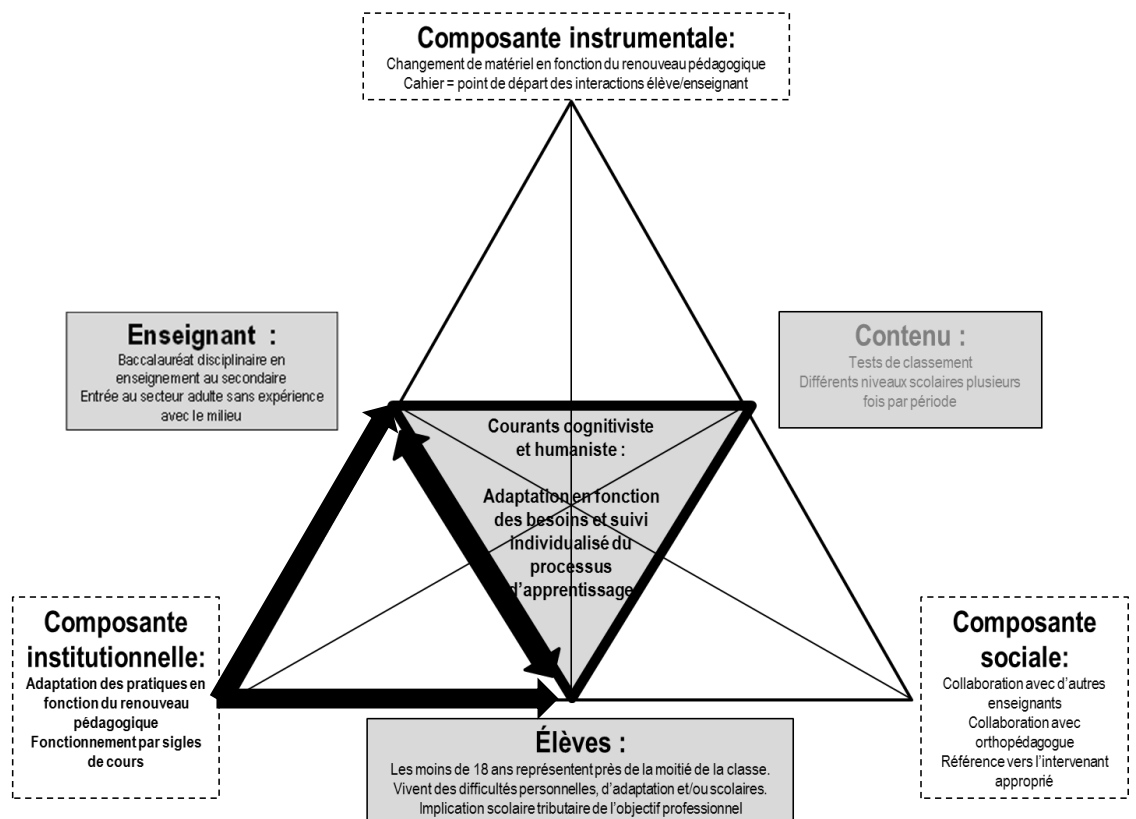 Composante instrumentale:
Changement de matériel en fonction du renouveau pédagogique
Cahier = point de départ des interactions élève/enseignant
Enseignant :
Baccalauréat disciplinaire en
enseignement au secondaire
Entrée au secteur adulte sans expérience
avec le milieu
Contenu :
Tests de classement
Différents niveaux scolaires plusieurs
fois par période
Courants cognitiviste
et humaniste :
Adaptation en fonction
des besoins et suivi
individualisé du
processus
d’apprentissage
Composante
institutionnelle:
Adaptation des pratiques en
fonction du renouveau
pédagogique
Fonctionnement par sigles
de cours
Composante
sociale:
Collaboration avec d’autres
enseignants
Collaboration avec
orthopédagogue
Référence vers l’intervenant
approprié
Élèves :
Les moins de 18 ans représentent près de la moitié de la classe.
Vivent des difficultés personnelles, d’adaptation et/ou scolaires.
Implication scolaire tributaire de l’objectif professionnel